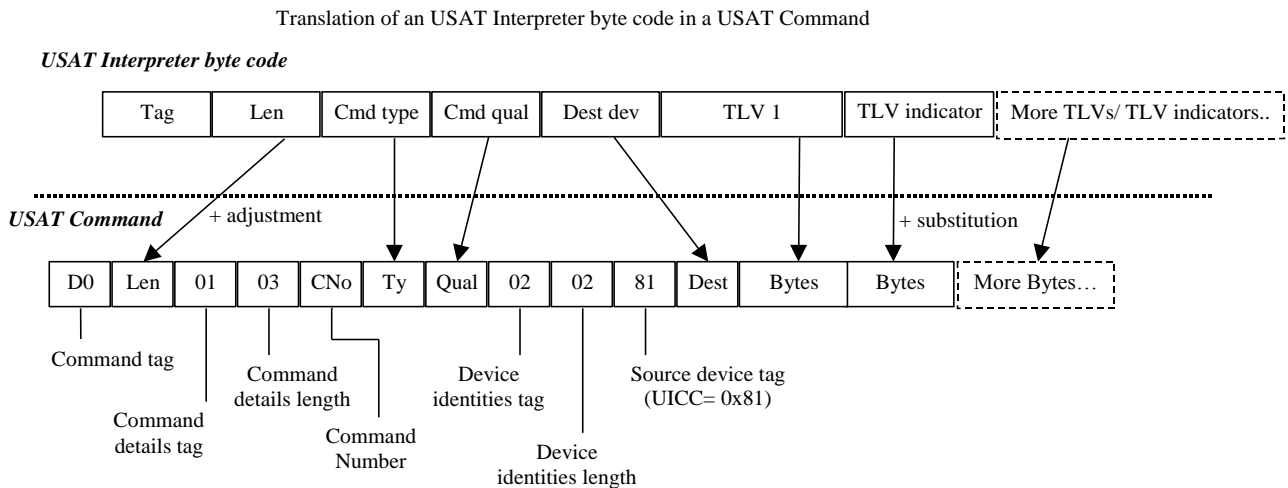 Translation of an USAT Interpreter byte code in a USAT Command
USAT Interpreter byte code
Tag Len Cmd type Cmd qual Dest dev TLV 1 TLV indicator More TLVs/ TLV indicators..
USAT Command + adjustment + substitution
D0 Len 01 03 CNo Ty Qual 02 02 81 Dest Bytes Bytes More Bytes…
Command tag
Command
details tag
Command
details length
Command
Number
Device
identities tag
Device
identities length
Source device tag
(UICC= 0x81)